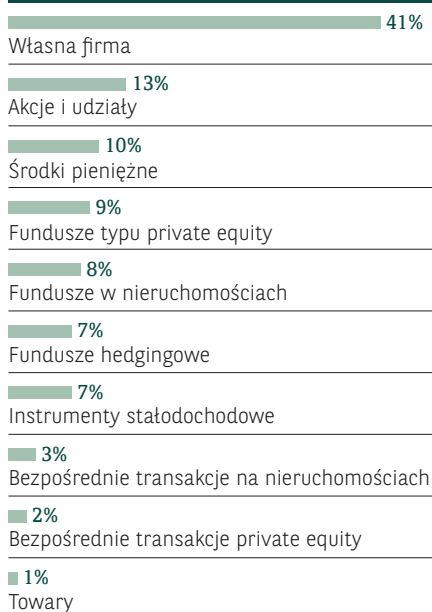 41%
Własna firma
13%
Akcje i udziały
10%
Środki pieniężne
9%
Fundusze typu private equity
8%
Fundusze w nieruchomościach
7%
Fundusze hedgingowe
7%
Instrumenty stałodochodowe
3%
Bezpośrednie transakcje na nieruchomościach
2%
Bezpośrednie transakcje private equity
1%
Towary